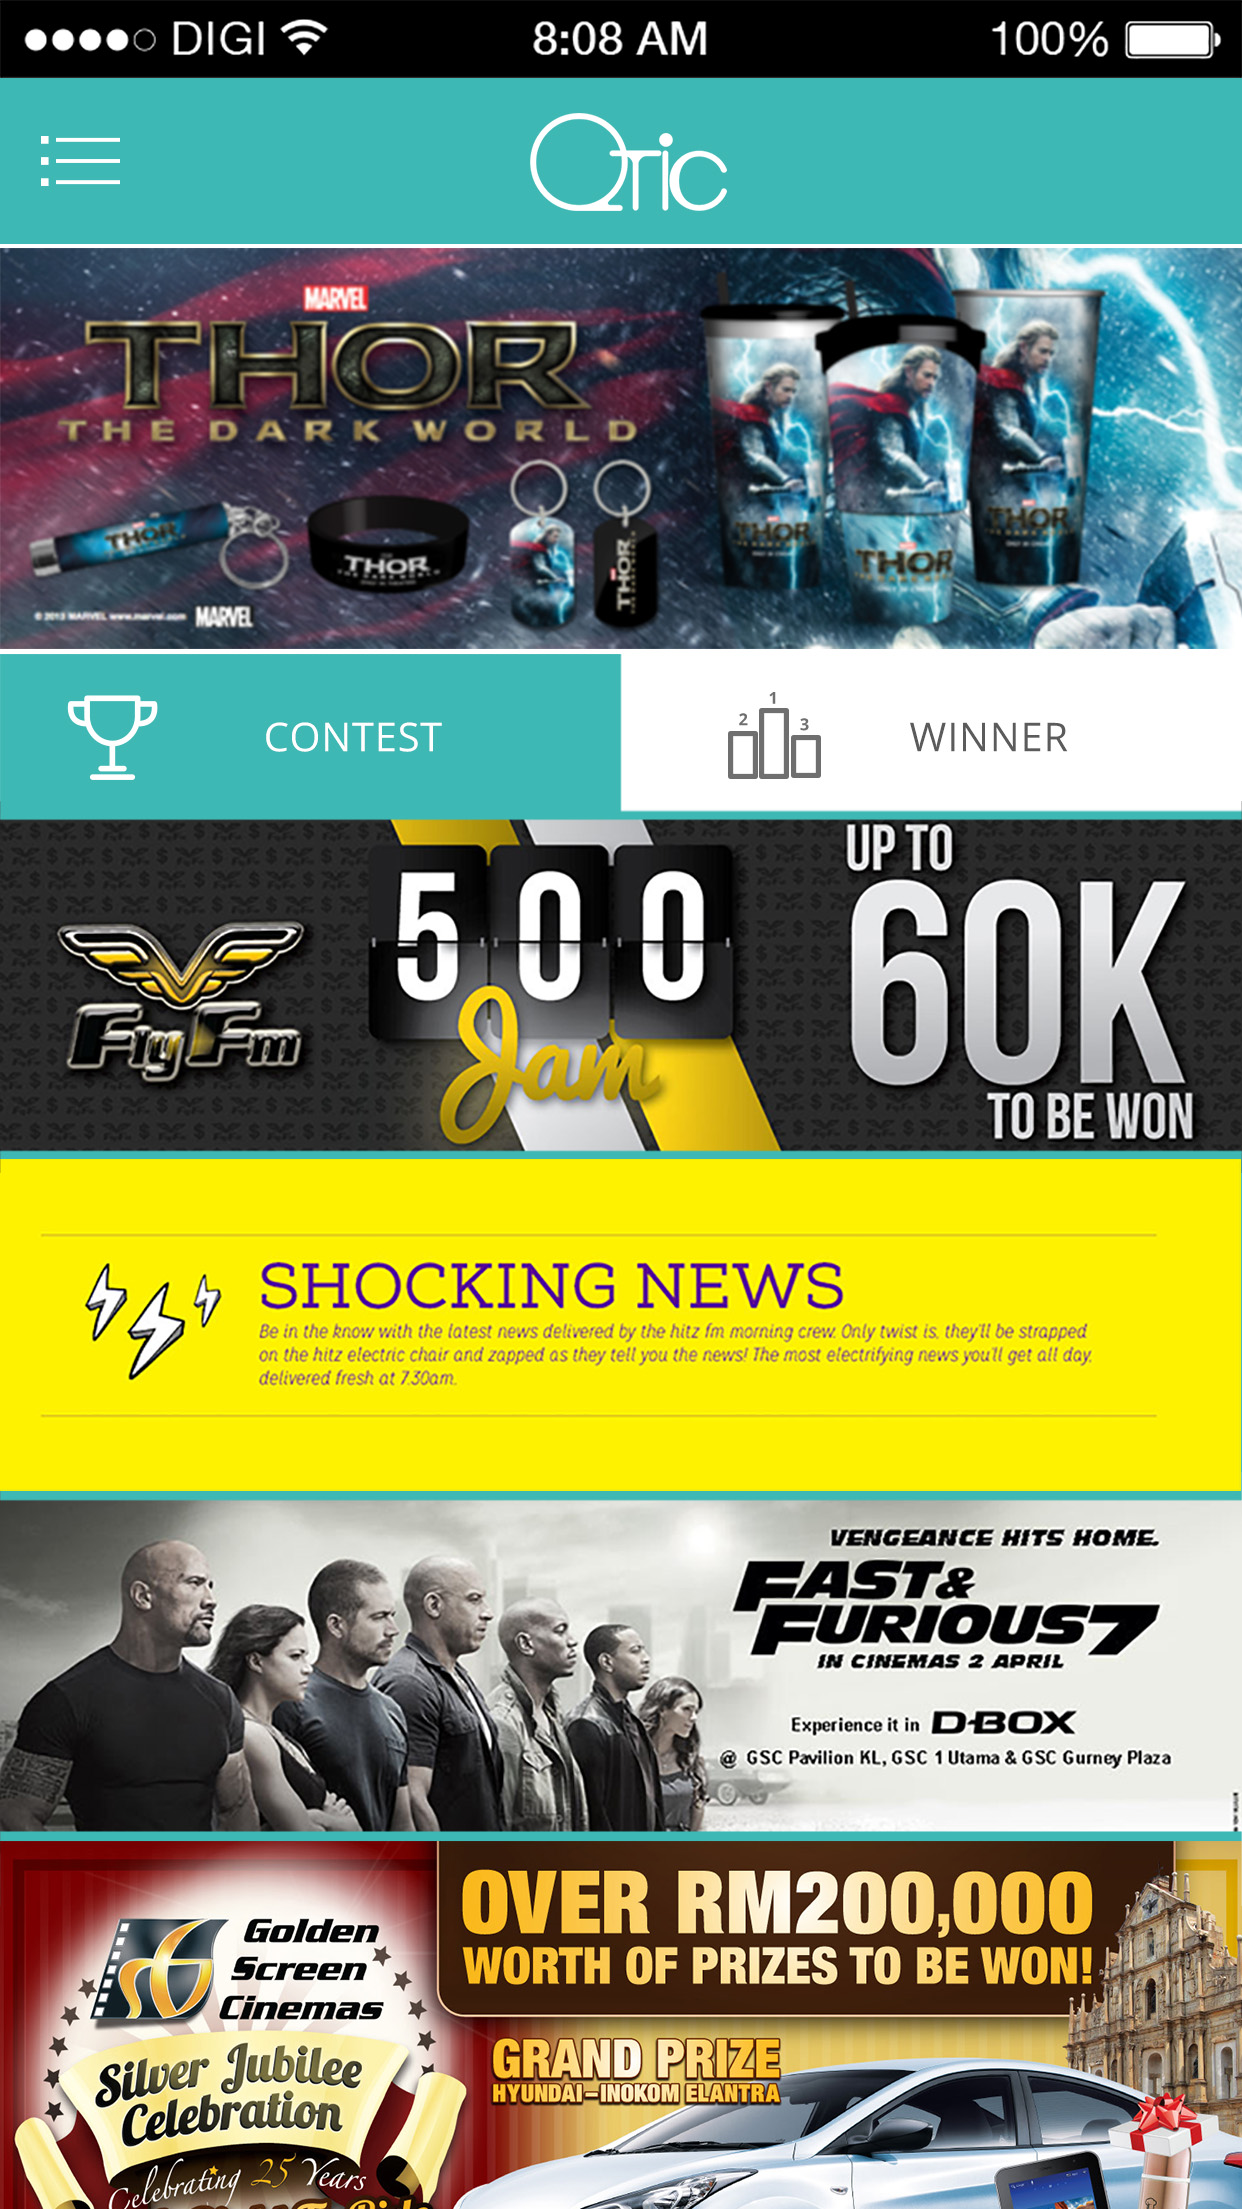 DIGI 8:08 AM 100%
QTiC
MARVEL
THOR
THE DARK WORLD
THOR
THOR
THE DARK WORLD
THOR
THOR
THOR
THOR
© 2013 MARVEL www.marvel.com MARVEL
CONTEST
2 1 3
WINNER
Fly Fm
500
Jam
UP TO
60K
TO BE WON
SHOCKING NEWS
Be in the know with the latest news delivered by the hitz fm morning crew. Only twist is, they'll be strapped
on the hitz electric chair and zapped as they tell you the news! The most electrifying news you'll get all day,
delivered fresh at 7.30am.
VENGEANCE HITS HOME.
FAST &
FURIOUS 7
IN CINEMAS 2 APRIL
Experience it in D-BOX
@ GSC Pavilion KL, GSC 1 Utama & GSC Gurney Plaza
Golden
Screen
Cinemas
Silver Jubilee
Celebration
Celebrating 25 Years
OVER RM200,000
WORTH OF PRIZES TO BE WON!
GRAND PRIZE
HYUNDAI-INOKOM ELANTRA